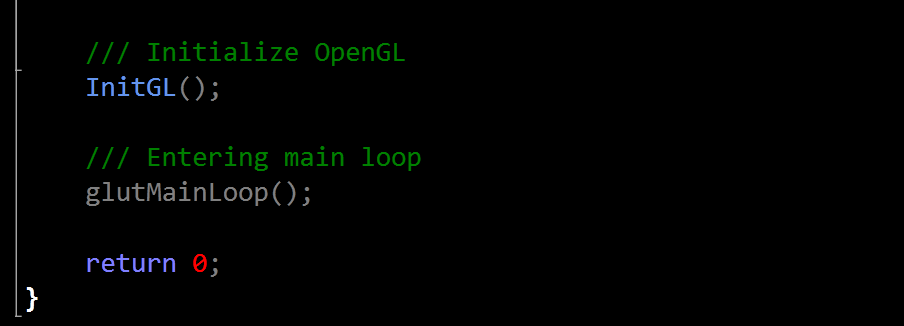 /// Initialize OpenGL
InitGL();
/// Entering main loop
glutMainLoop();
return 0;
}